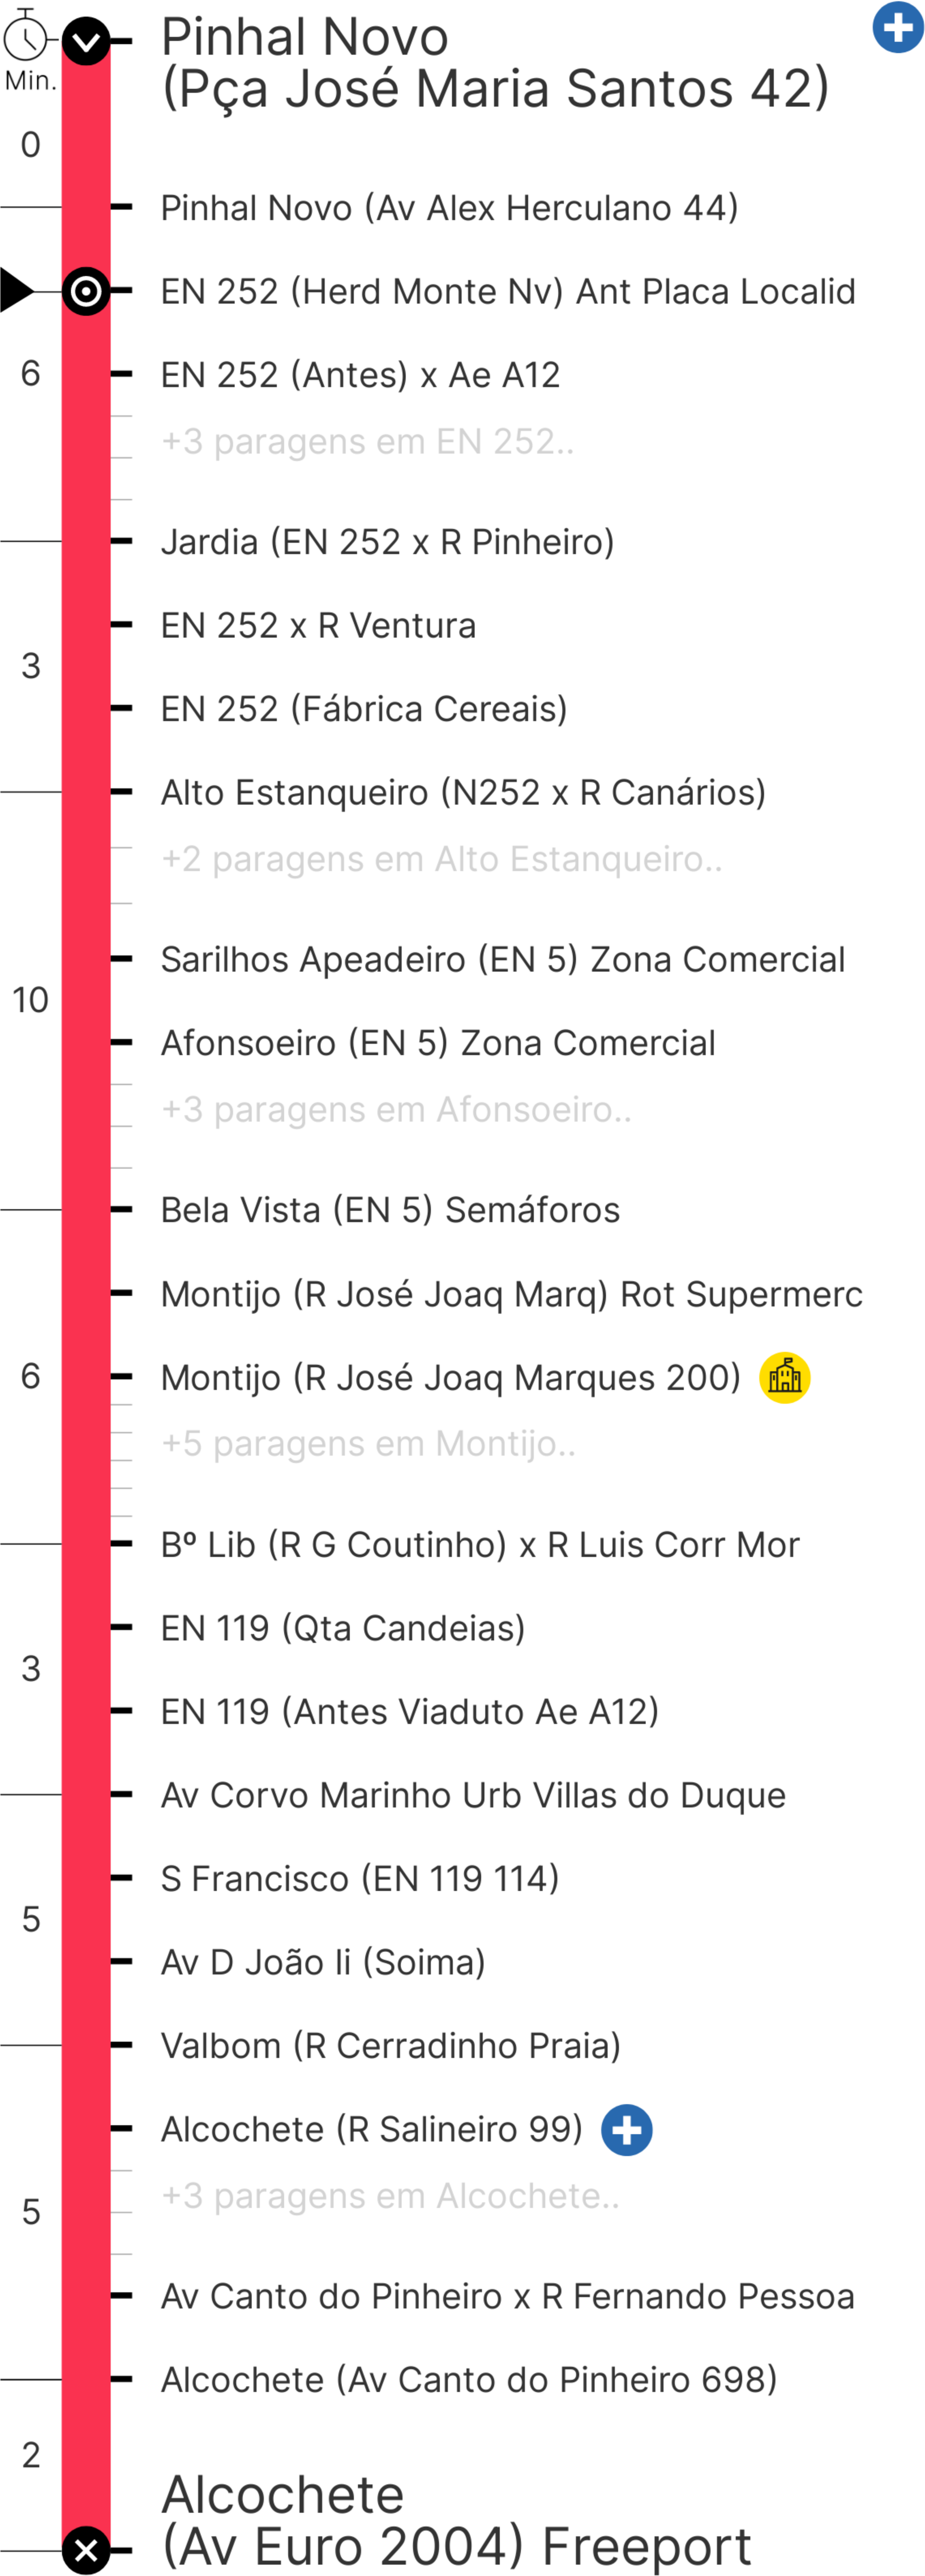 Pinhal Novo
(Pça José Maria Santos 42)
Min.
0
Pinhal Novo (Av Alex Herculano 44)
EN 252 (Herd Monte Nv) Ant Placa Localid
6
EN 252 (Antes) x Ae A12
+3 paragens em EN 252..
Jardia (EN 252 x R Pinheiro)
EN 252 x R Ventura
3
EN 252 (Fábrica Cereais)
Alto Estanqueiro (N252 x R Canários)
+2 paragens em Alto Estanqueiro..
Sarilhos Apeadeiro (EN 5) Zona Comercial
10
Afonsoeiro (EN 5) Zona Comercial
+3 paragens em Afonsoeiro..
Bela Vista (EN 5) Semáforos
Montijo (R José Joaq Marq) Rot Supermerc
6
Montijo (R José Joaq Marques 200)
+5 paragens em Montijo..
Bº Lib (R G Coutinho) x R Luis Corr Mor
EN 119 (Qta Candeias)
3
EN 119 (Antes Viaduto Ae A12)
Av Corvo Marinho Urb Villas do Duque
S Francisco (EN 119 114)
5
Av D João Ii (Soima)
Valbom (R Cerradinho Praia)
Alcochete (R Salineiro 99)
+3 paragens em Alcochete..
5
Av Canto do Pinheiro x R Fernando Pessoa
Alcochete (Av Canto do Pinheiro 698)
2
Alcochete
(Av Euro 2004) Freeport